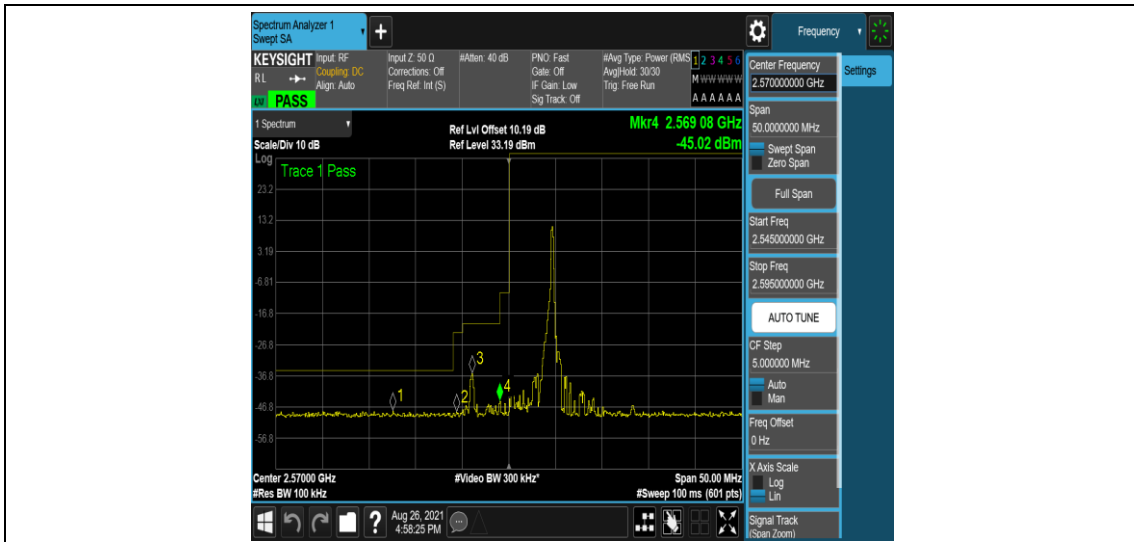 Spectrum Analyzer 1
Swept SA
+
Frequency
KEYSIGHT
RL
LM
PASS
Input: RF
Coupling: DC
Align: Auto
Input Z: 50 Ω
Corrections: Off
Freq Ref: Int (S)
#Atten: 40 dB
PNO: Fast
Gate: Off
IF Gain: Low
Sig Track: Off
#Avg Type: Power (RMS
Avg|Hold: 30/30
Trig: Free Run
1 2 3 4 5 6
M W W W W W
A A A A A A
1 Spectrum
Scale/Div 10 dB
Ref Lvl Offset 10.19 dB
Ref Level 33.19 dBm
Mkr4 2.569 08 GHz
-45.02 dBm
Log
Trace 1 Pass
23.2
13.2
3.19
-6.81
-16.8
-26.8
-36.8
-46.8
-56.8
1
2
3
4
1
Center 2.57000 GHz
#Res BW 100 kHz
#Video BW 300 kHz*
Span 50.00 MHz
#Sweep 100 ms (601 pts)
?
Aug 26, 2021
4:58:25 PM
Center Frequency
2.570000000 GHz
Settings
Span
50.0000000 MHz
Swept Span
Zero Span
Full Span
Start Freq
2.545000000 GHz
Stop Freq
2.595000000 GHz
AUTO TUNE
CF Step
5.000000 MHz
Auto
Man
Freq Offset
0 Hz
X Axis Scale
Log
Lin
Signal Track
(Span Zoom)